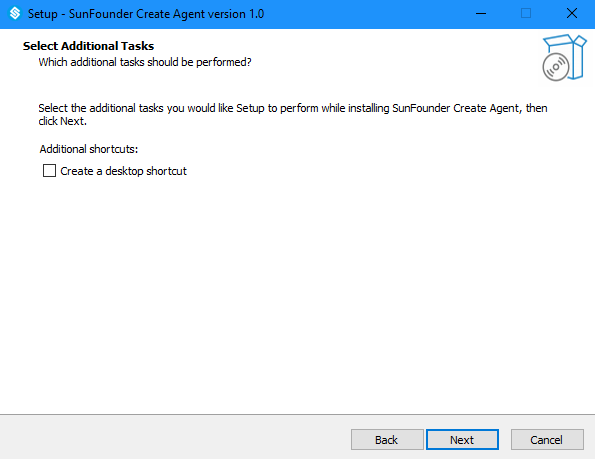 Setup - SunFounder Create Agent version 1.0
Select Additional Tasks
Which additional tasks should be performed?
Select the additional tasks you would like Setup to perform while installing SunFounder Create Agent, then
click Next.
Additional shortcuts:
Create a desktop shortcut
Back
Next
Cancel